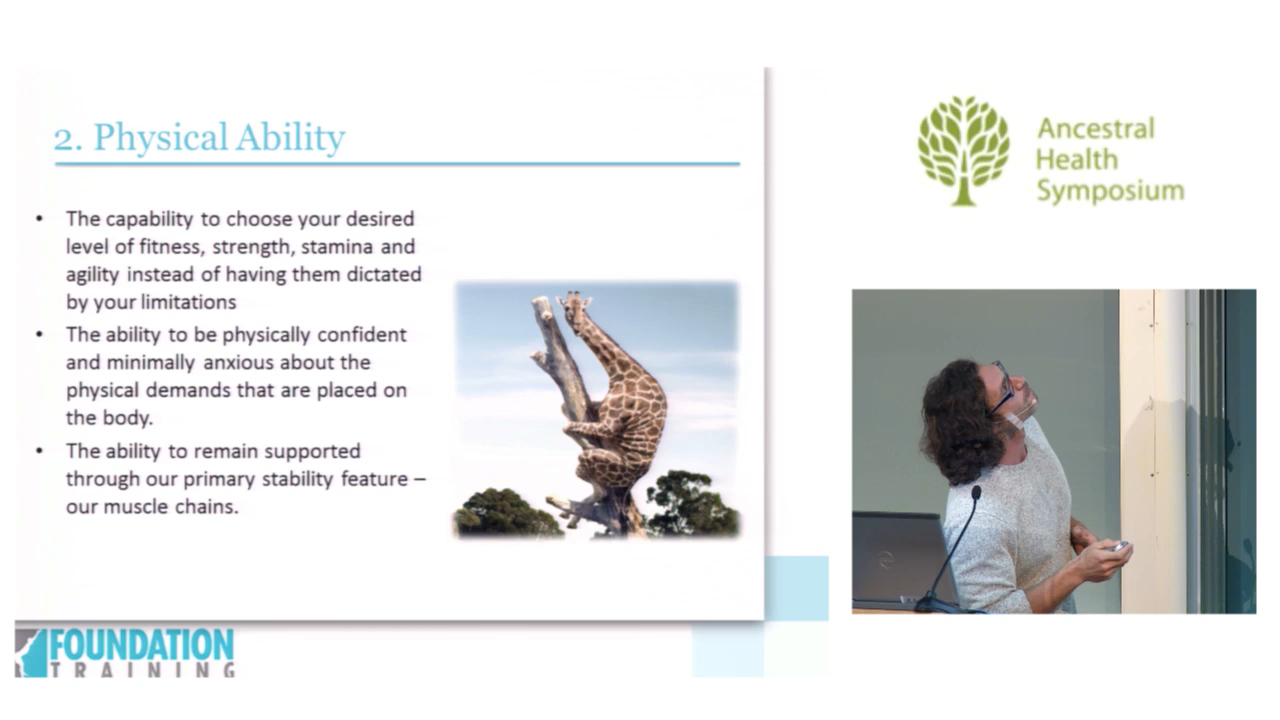 2. Physical Ability
• The capability to choose your desired
level of fitness, strength, stamina and
agility instead of having them dictated
by your limitations
• The ability to be physically confident
and minimally anxious about the
physical demands that are placed on
the body.
• The ability to remain supported
through our primary stability feature –
our muscle chains.
FOUNDATION
TRAINING
Ancestral
Health
Symposium